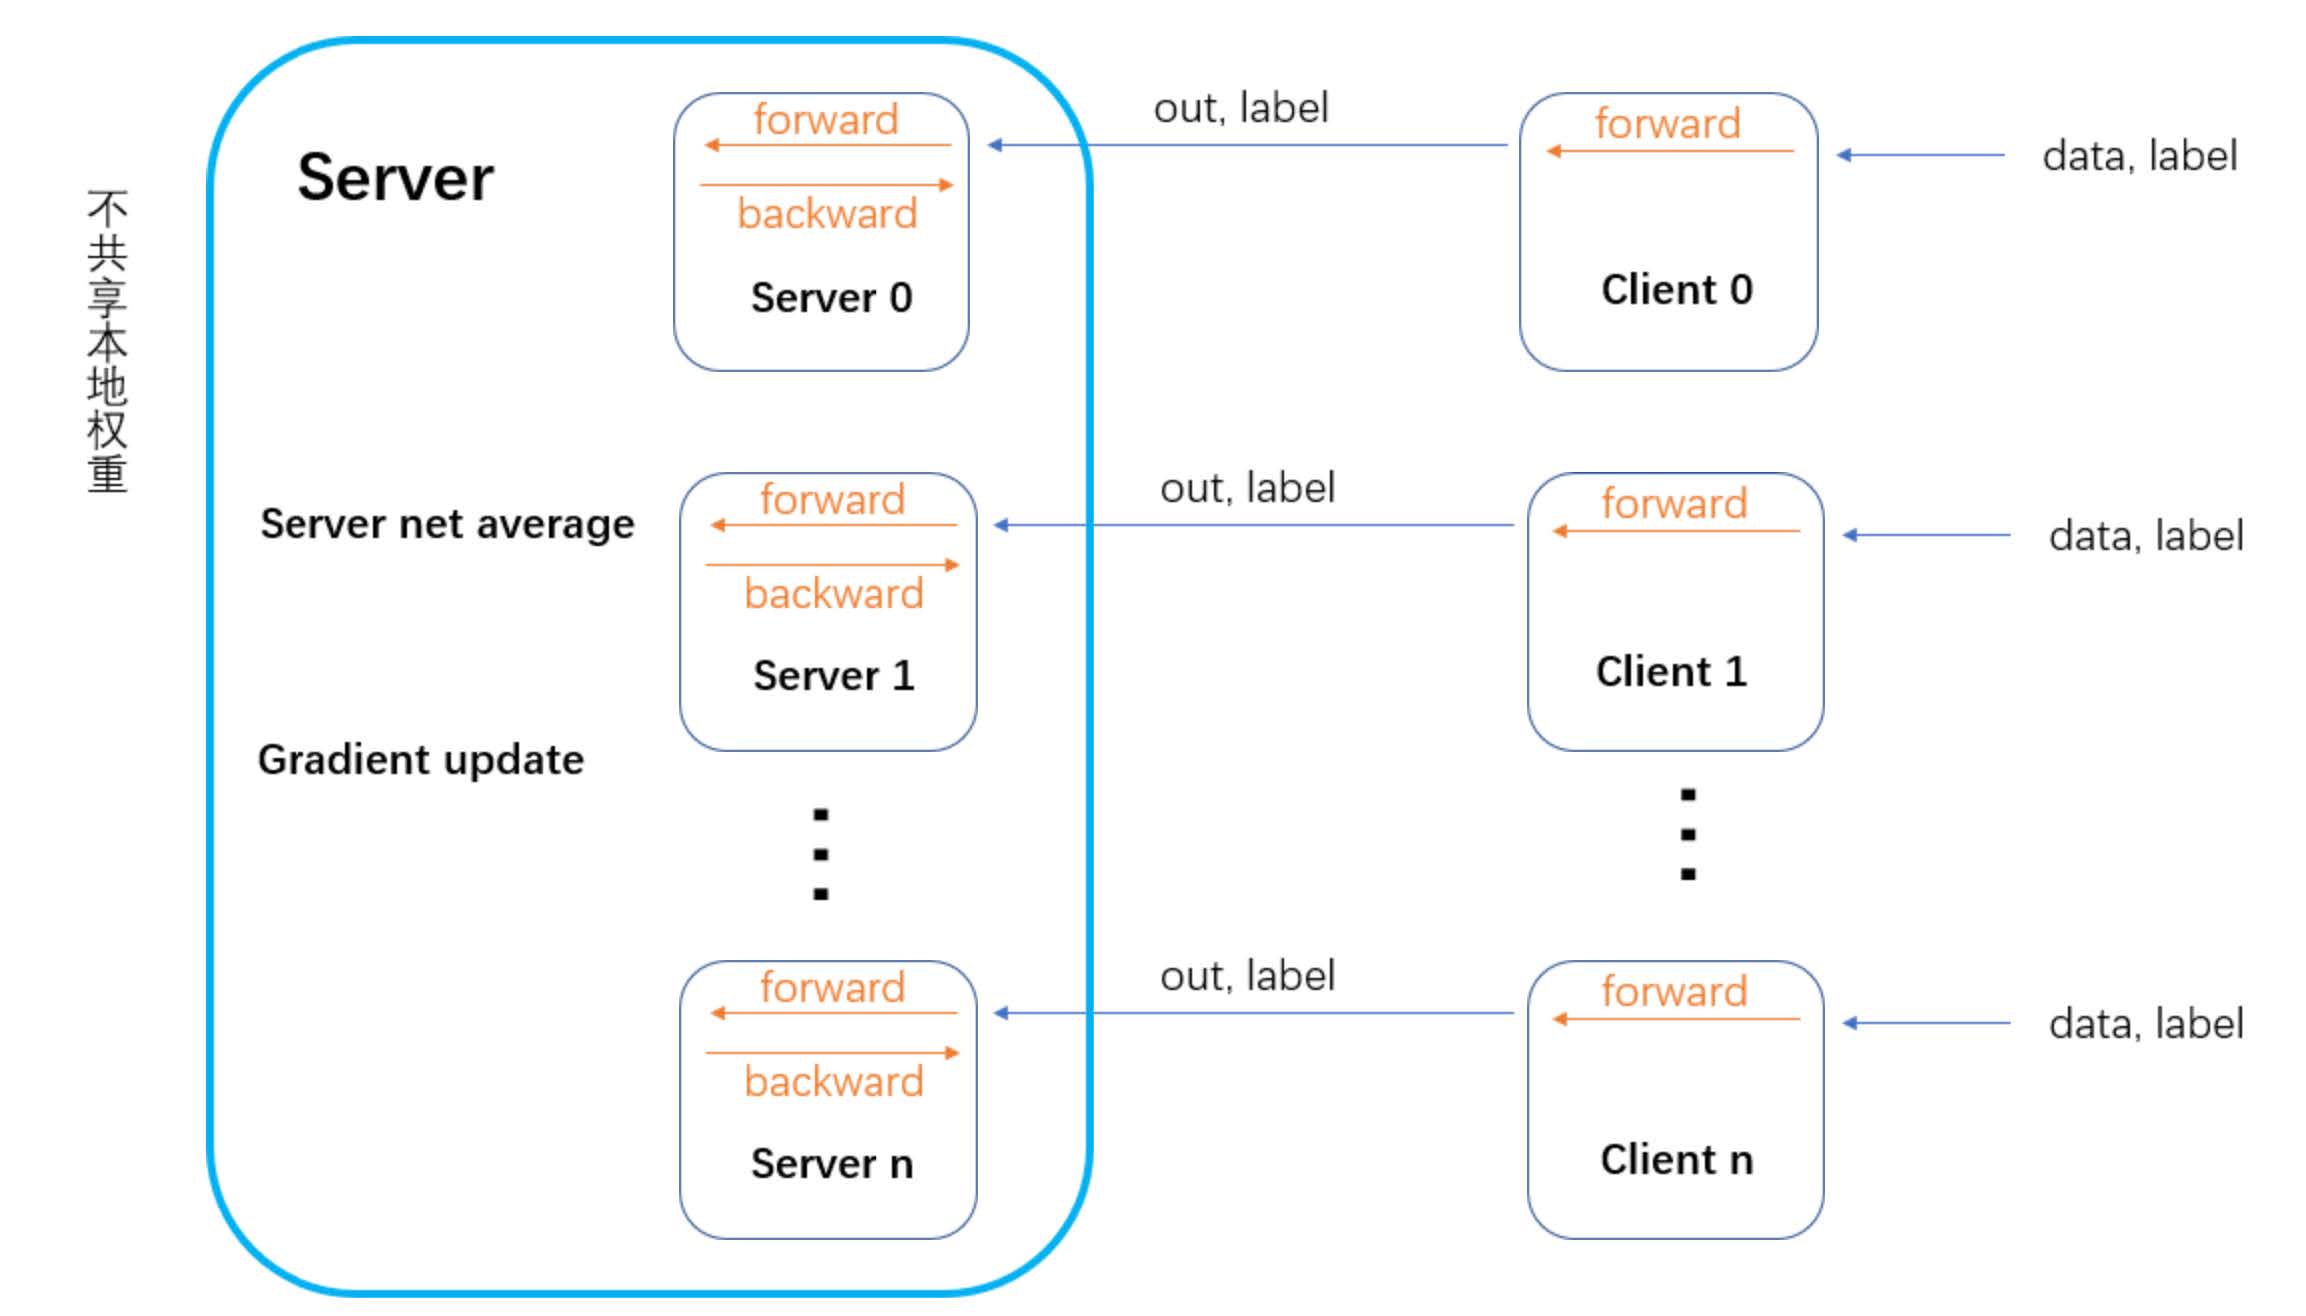 不共享本地权重
Server
forward
backward
Server 0
out, label
forward
Client 0
data, label
Server net average
forward
backward
Server 1
out, label
forward
Client 1
data, label
Gradient update
forward
backward
Server n
out, label
forward
Client n
data, label